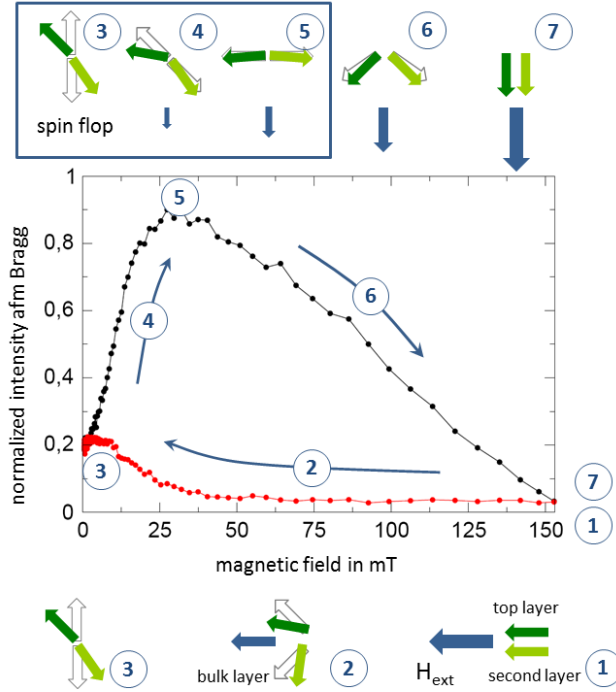 3
4
5
6
7
spin flop
1
0,8
0,6
0,4
0,2
0
normalized intensity afm Bragg
5
4
6
2
3
7
1
0 25 50 75 100 125 150
magnetic field in mT
3
bulk layer
2
top layer
H_ext
second layer
1